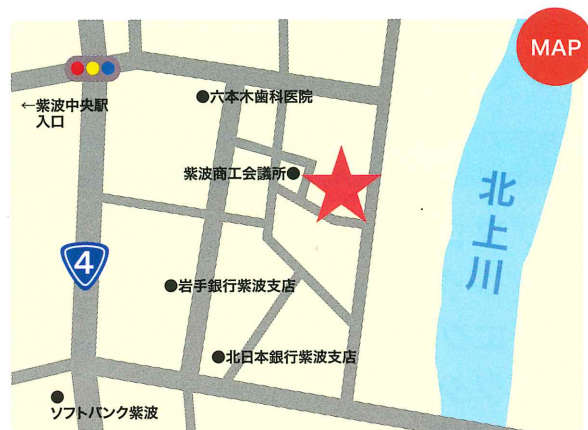 MAP
六本木歯科医院
←紫波中央駅
入口
紫波商工会議所
北上川
4
岩手銀行紫波支店
北日本銀行紫波支店
ソフトバンク紫波